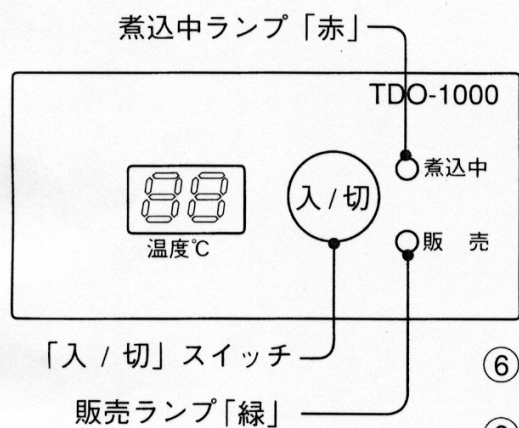 煮込中ランプ「赤」
TDO-1000
88
入/切
煮込中
温度℃
販 売
「入 / 切」スイッチ
⑥
販売ランプ「緑」